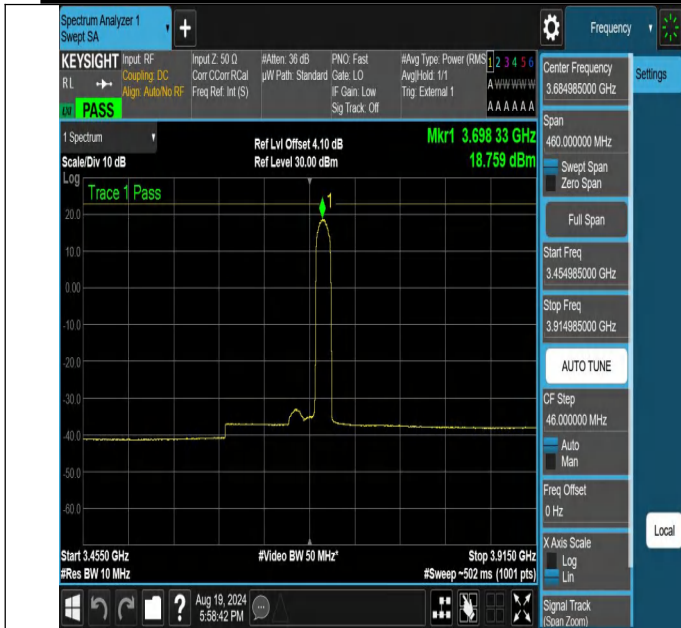 Spectrum Analyzer 1
Swept SA
Frequency
KEYSIGHT
RL
PASS
Input: RF
Coupling: DC
Align: Auto/No RF
Input Z: 50 Ω
Corr CCorr RCal
Freq Ref: Int (S)
#Atten: 36 dB
µW Path: Standard
PNO: Fast
Gate: LO
IF Gain: Low
Sig Track: Off
#Avg Type: Power (RMS
Avg|Hold: 1/1
Trig: External 1
1 2 3 4 5 6
A W W W W W
A A A A A A
1 Spectrum
Scale/Div 10 dB
Ref Lvl Offset 4.10 dB
Ref Level 30.00 dBm
Mkr1 3.698 33 GHz
18.759 dBm
Log
Trace 1 Pass
1
20.0
10.0
0.00
-10.0
-20.0
-30.0
-40.0
-50.0
-60.0
Start 3.4550 GHz
#Res BW 10 MHz
#Video BW 50 MHz*
Stop 3.9150 GHz
#Sweep ~502 ms (1001 pts)
Center Frequency
3.684985000 GHz
Span
460.000000 MHz
Swept Span
Zero Span
Full Span
Start Freq
3.454985000 GHz
Stop Freq
3.914985000 GHz
AUTO TUNE
CF Step
46.000000 MHz
Auto
Man
Freq Offset
0 Hz
X Axis Scale
Log
Lin
Signal Track
(Span Zoom)
Settings
Local
?
Aug 19, 2024
5:58:42 PM